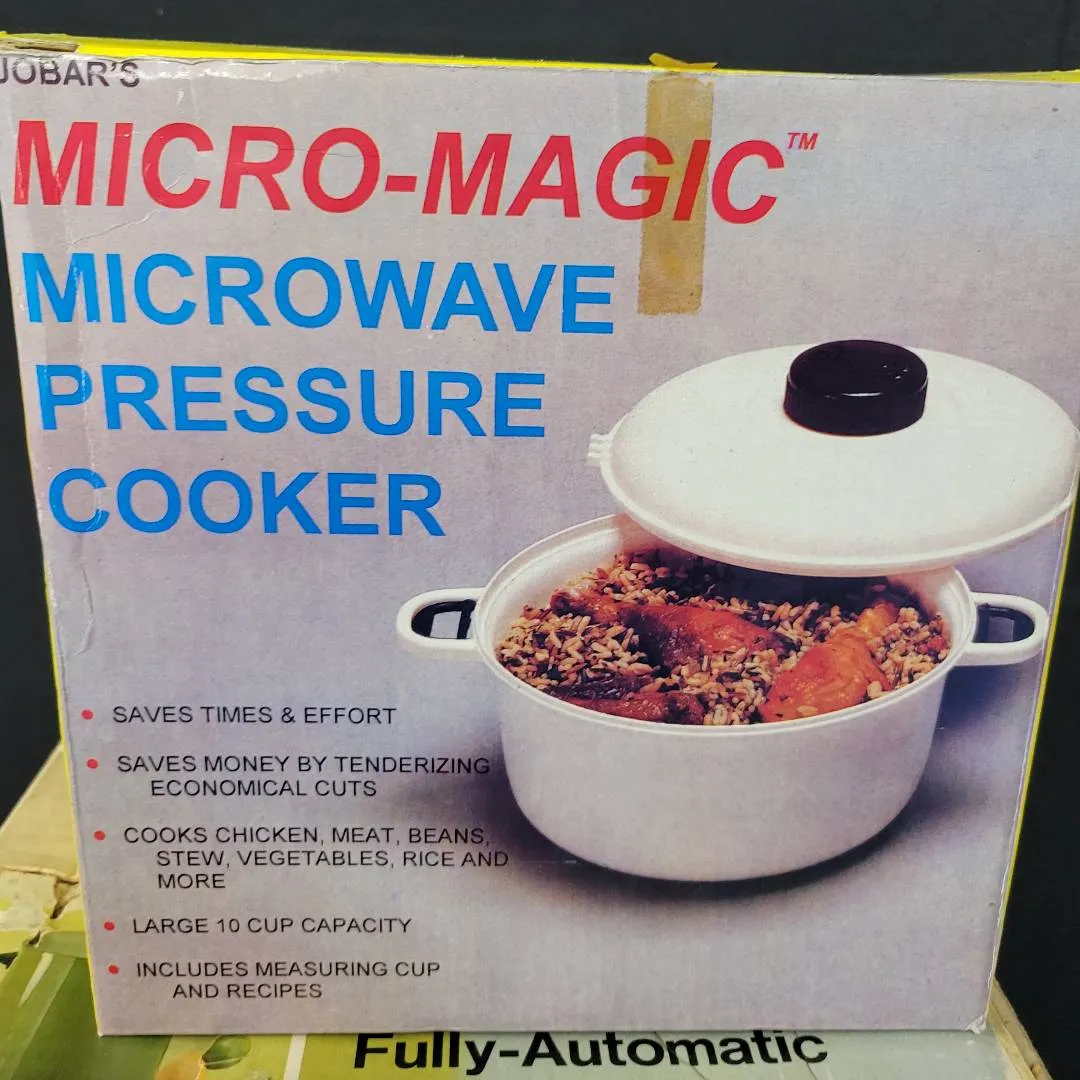 JOBAR'S
MICRO-MAGIC™
MICROWAVE
PRESSURE
COOKER
• SAVES TIMES & EFFORT
• SAVES MONEY BY TENDERIZING
ECONOMICAL CUTS
• COOKS CHICKEN, MEAT, BEANS,
STEW, VEGETABLES, RICE AND
MORE
• LARGE 10 CUP CAPACITY
• INCLUDES MEASURING CUP
AND RECIPES
Fully-Automatic